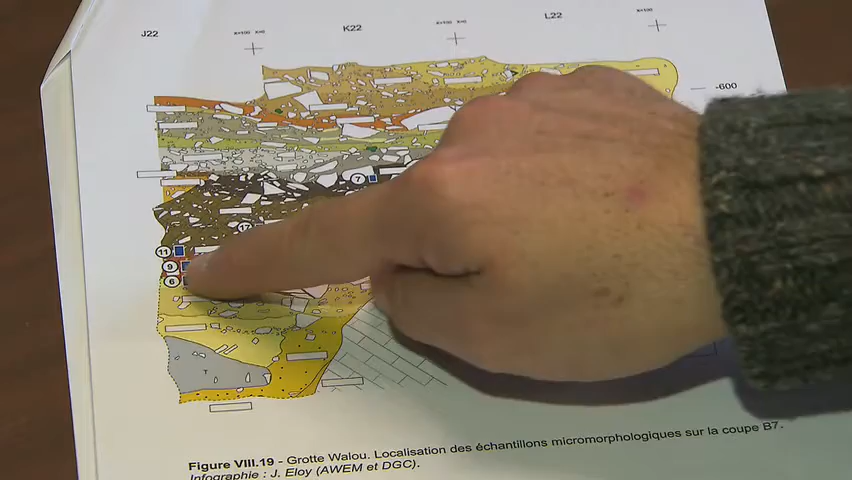 J22 K22 L22
-600
7
17
11
9
6
T
Figure VIII.19 - Grotte Walou. Localisation des échantillons micromorphologiques sur la coupe B7.
Infographie : J. Eloy (AWEM et DGC).